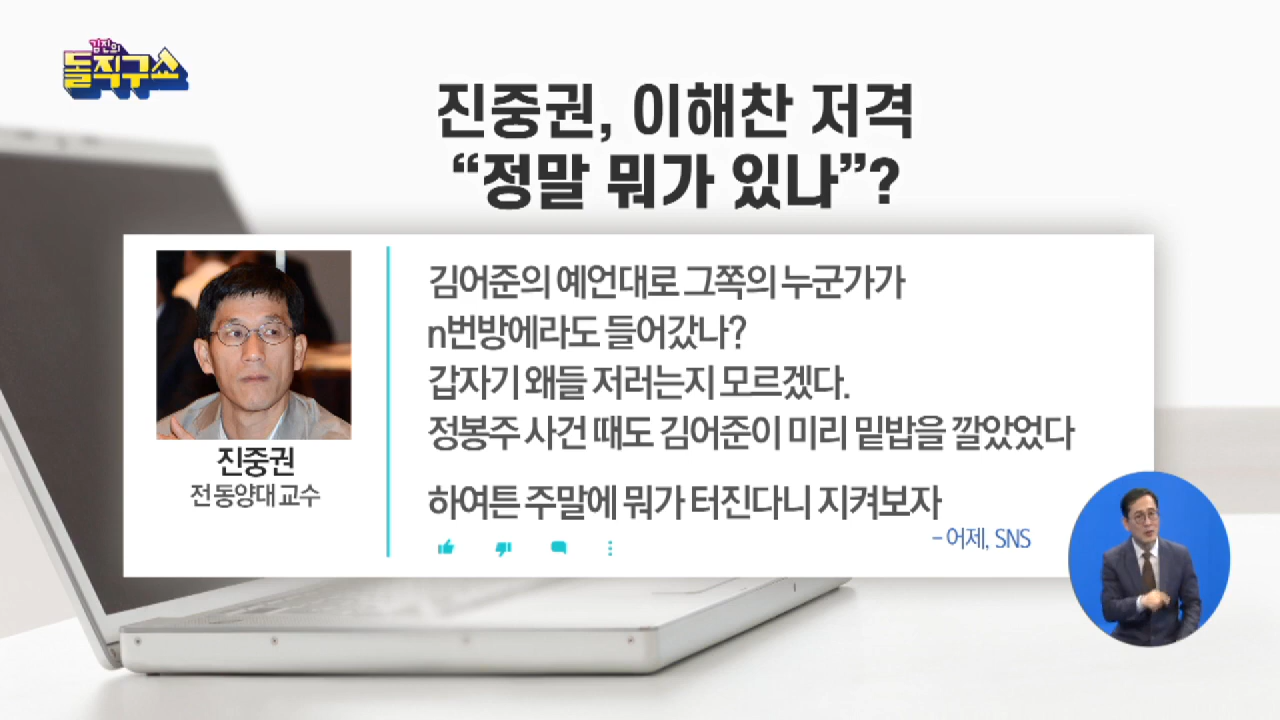 김진의
돌직구쇼
진중권, 이해찬 저격
“정말 뭐가 있나”?
김어준의 예언대로 그쪽의 누군가가
n번방에라도 들어갔나?
갑자기 왜들 저러는지 모르겠다.
정봉주 사건 때도 김어준이 미리 밑밥을 깔았었다
하여튼 주말에 뭐가 터진다니 지켜보자
- 어제, SNS
진중권
전 동양대 교수